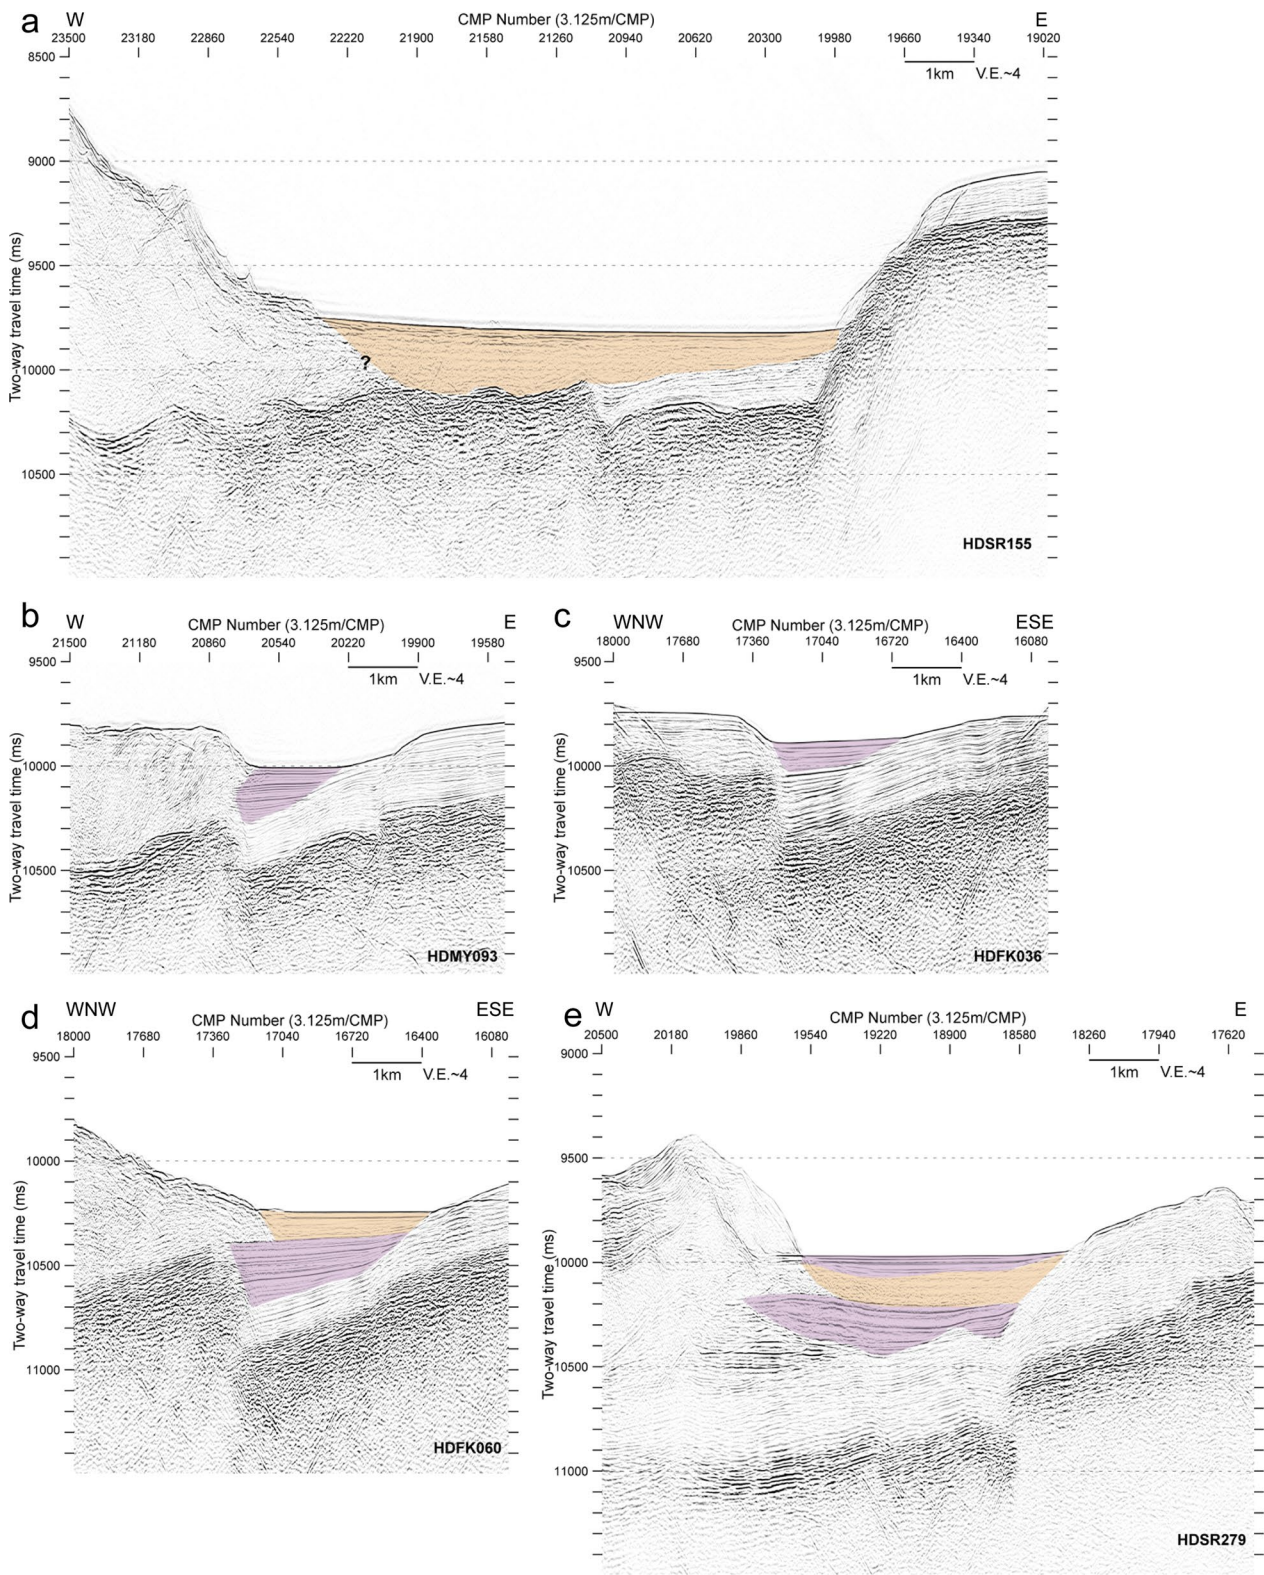 a W CMP Number (3.125m/CMP) E
23500 23180 22860 22540 22220 21900 21580 21260 20940 20620 20300 19980 19660 19340 19020
8500
1km V.E.~4
9000
9500
Two-way travel time (ms)
?
10000
10500
HDSR155
b W CMP Number (3.125m/CMP) E
21500 21180 20860 20540 20220 19900 19580
9500
1km V.E.~4
10000
Two-way travel time (ms)
10500
HDMY093
c WNW CMP Number (3.125m/CMP) ESE
18000 17680 17360 17040 16720 16400 16080
9500
1km V.E.~4
10000
Two-way travel time (ms)
10500
HDFK036
d WNW CMP Number (3.125m/CMP) ESE
18000 17680 17360 17040 16720 16400 16080
9500
1km V.E.~4
10000
Two-way travel time (ms)
10500
11000
HDFK060
e W CMP Number (3.125m/CMP) E
20500 20180 19860 19540 19220 18900 18580 18260 17940 17620
9000
1km V.E.~4
9500
Two-way travel time (ms)
10000
10500
11000
HDSR279